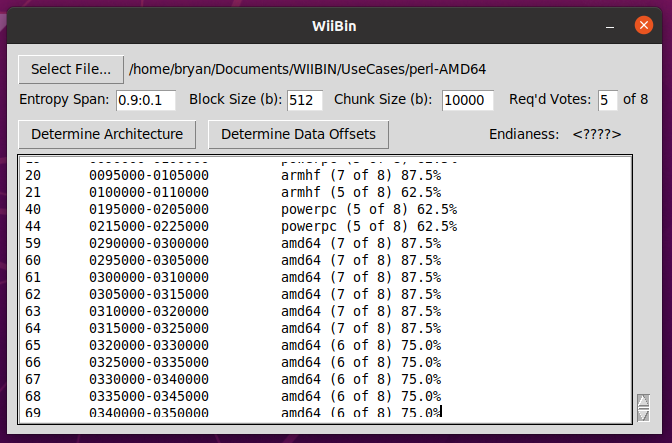 WiiBin
Select File... /home/bryan/Documents/WIIBIN/UseCases/perl-AMD64
Entropy Span: 0.9:0.1 Block Size (b): 512 Chunk Size (b): 10000 Req'd Votes: 5 of 8
Determine Architecture Determine Data Offsets Endianess: <????>
20 0095000-0105000 armhf (7 of 8) 87.5%
21 0100000-0110000 armhf (5 of 8) 62.5%
40 0195000-0205000 powerpc (5 of 8) 62.5%
44 0215000-0225000 powerpc (5 of 8) 62.5%
59 0290000-0300000 amd64 (7 of 8) 87.5%
60 0295000-0305000 amd64 (7 of 8) 87.5%
61 0300000-0310000 amd64 (7 of 8) 87.5%
62 0305000-0315000 amd64 (7 of 8) 87.5%
63 0310000-0320000 amd64 (7 of 8) 87.5%
64 0315000-0325000 amd64 (7 of 8) 87.5%
65 0320000-0330000 amd64 (6 of 8) 75.0%
66 0325000-0335000 amd64 (6 of 8) 75.0%
67 0330000-0340000 amd64 (6 of 8) 75.0%
68 0335000-0345000 amd64 (6 of 8) 75.0%
69 0340000-0350000 amd64 (6 of 8) 75.0%